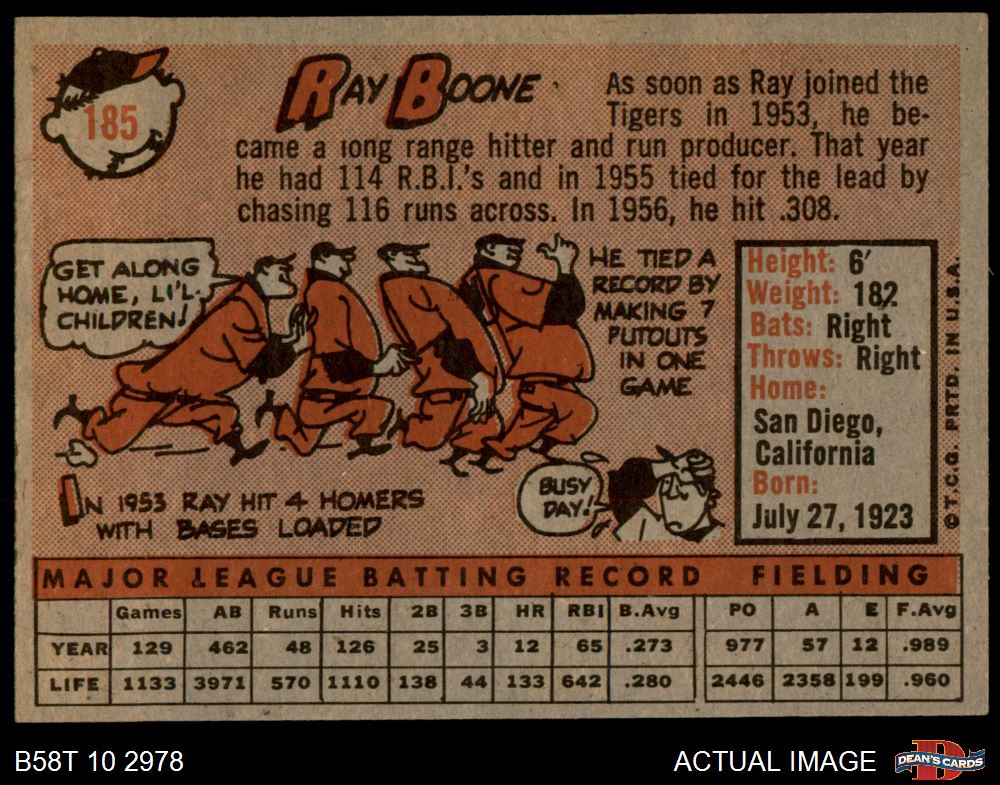 185
RAY BOONE
As soon as Ray joined the
Tigers in 1953, he be-
came a long range hitter and run producer. That year
he had 114 R.B.I.'s and in 1955 tied for the lead by
chasing 116 runs across. In 1956, he hit .308.
GET ALONG
HOME, LI'L
CHILDREN!
HE TIED A
RECORD BY
MAKING 7
PUTOUTS
IN ONE
GAME
IN 1953 RAY HIT 4 HOMERS
WITH BASES LOADED
BUSY
DAY!
Height: 6'
Weight: 182
Bats: Right
Throws: Right
Home:
San Diego,
California
Born:
July 27, 1923
©T.C.G. PRTD. IN U.S.A.
MAJOR LEAGUE BATTING RECORD FIELDING
Games AB Runs Hits 2B 3B HR RBI B.Avg PO A E F.Avg
YEAR 129 462 48 126 25 3 12 65 .273 977 57 12 .989
LIFE 1133 3971 570 1110 138 44 133 642 .280 2446 2358 199 .960
B58T 10 2978
ACTUAL IMAGE
D
DEAN'S CARDS